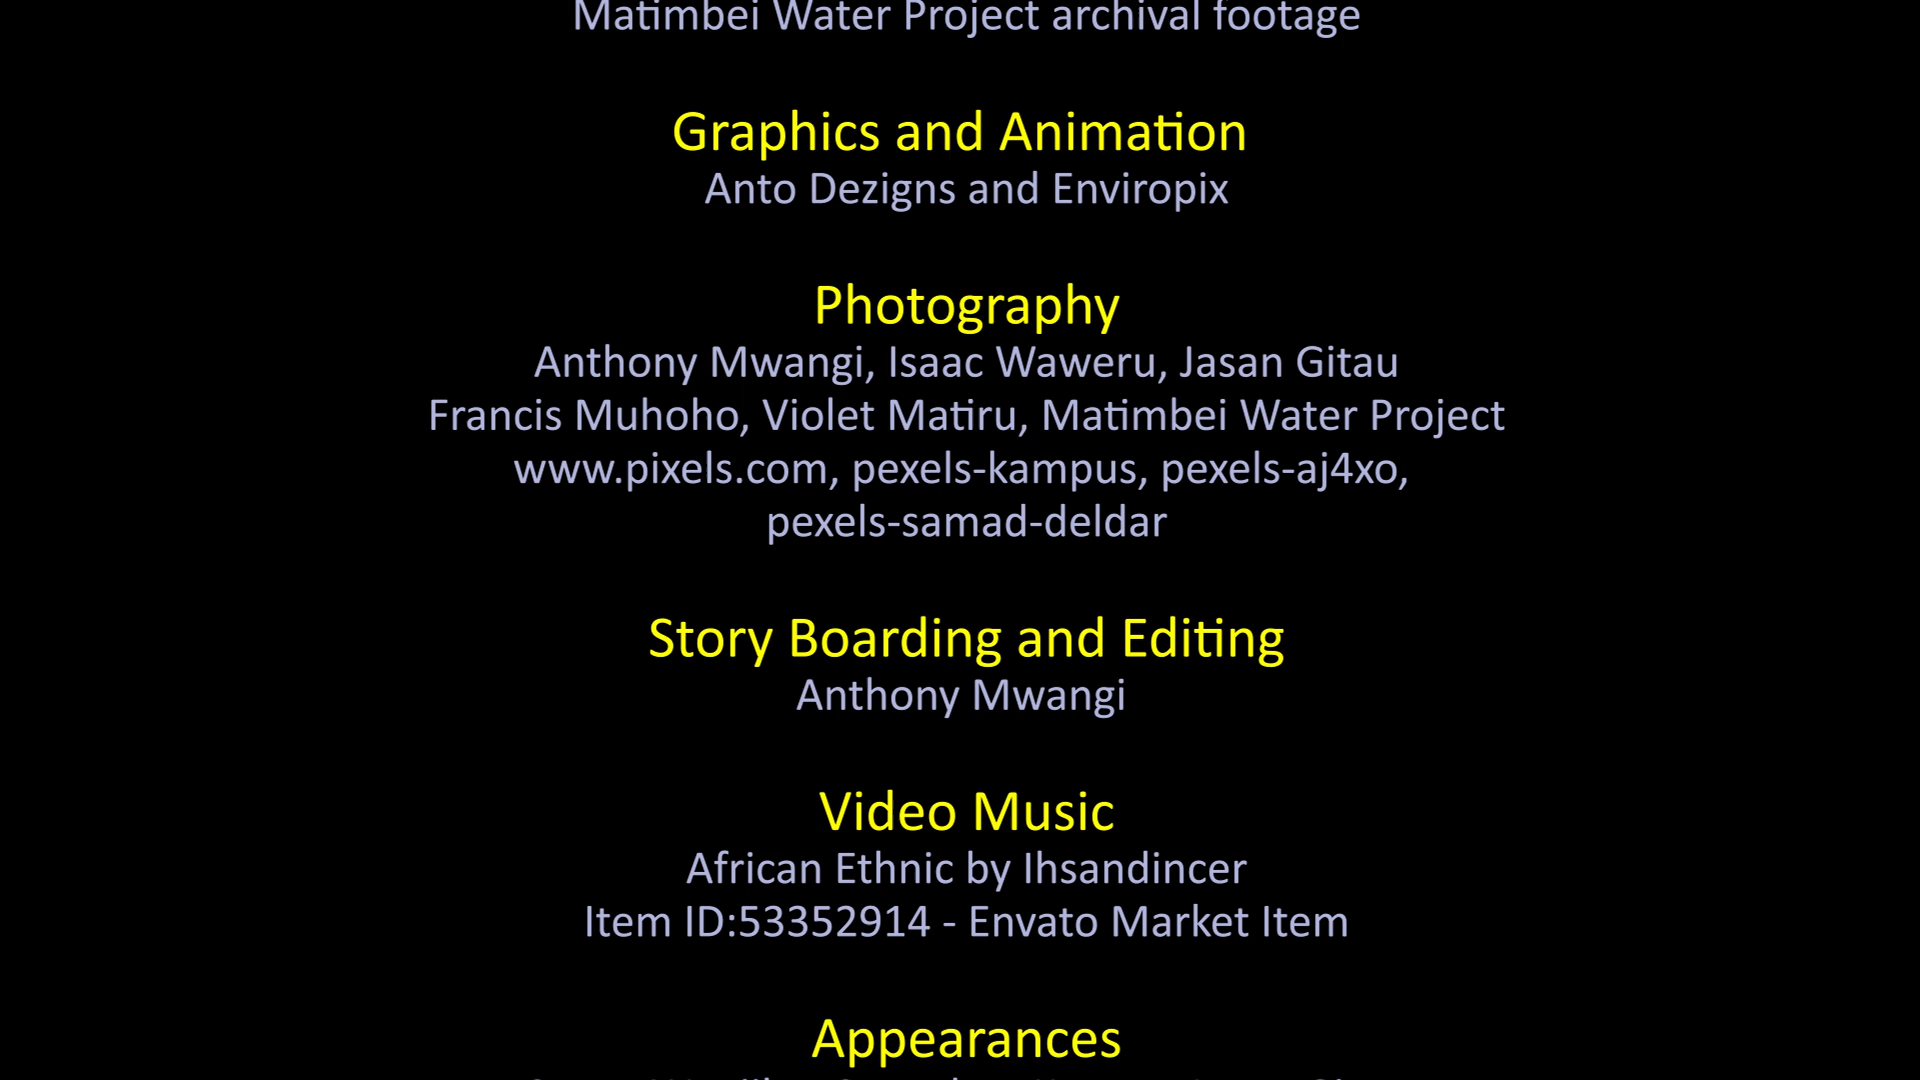 Matimbei Water Project archival footage
Graphics and Animation
Anto Dezigns and Enviropix
Photography
Anthony Mwangi, Isaac Waweru, Jasan Gitau
Francis Muhoho, Violet Matiru, Matimbei Water Project
www.pixels.com, pexels-kampus, pexels-aj4xo,
pexels-samad-deldar
Story Boarding and Editing
Anthony Mwangi
Video Music
African Ethnic by Ihsandincer
Item ID:53352914 - Envato Market Item
Appearances